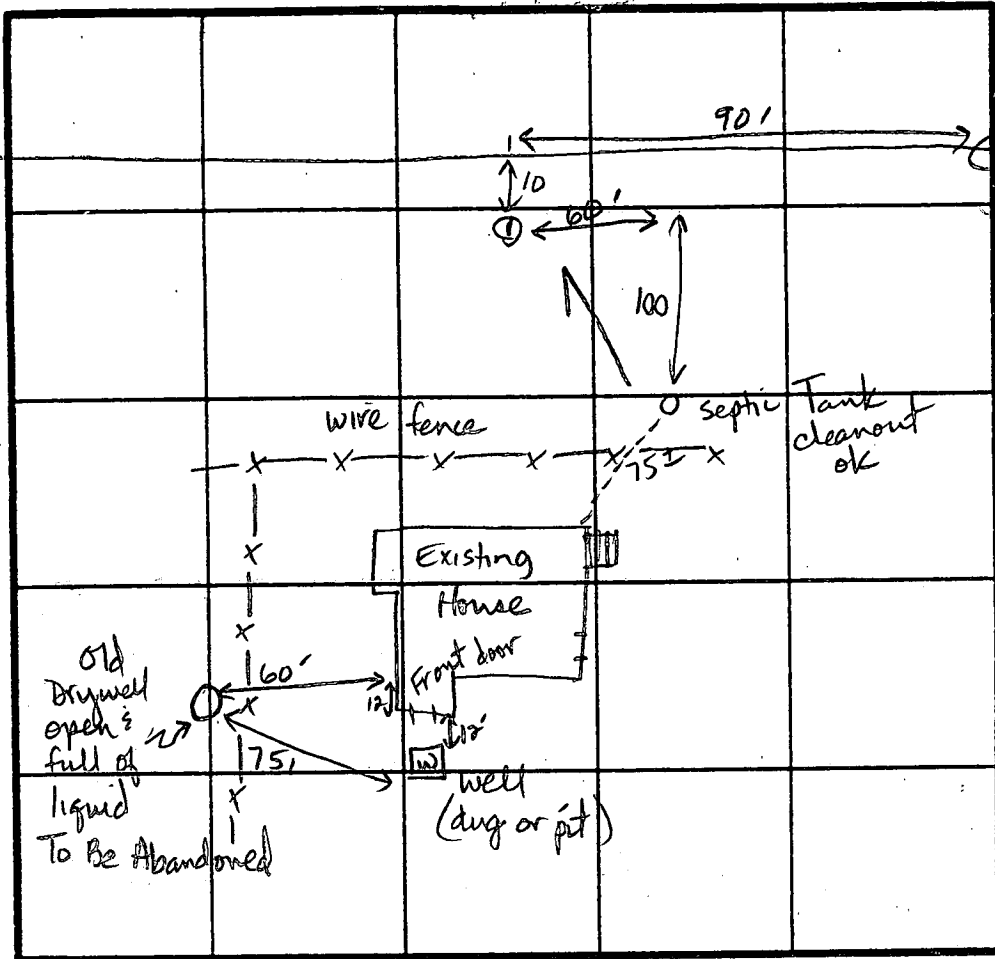 90'
10
1
60'
100
septic Tank
cleanout
ok
wire fence
x x x x x x
75'
x
Existing
House
x
Front door
Old
Drywell
open &
full of
liquid
To Be Abandoned
60'
12
x
12'
75'
W
x
well
(dug or pit)